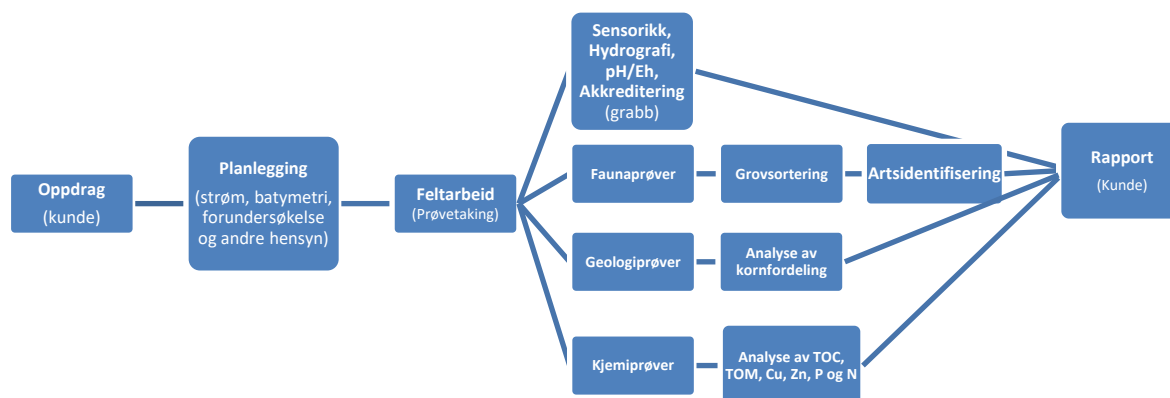 Oppdrag
(kunde)
Planlegging
(strøm, batymetri,
forundersøkelse
og andre hensyn)
Feltarbeid
(Prøvetaking)
Sensorikk,
Hydrografi,
pH/Eh,
Akkreditering
(grabb)
Faunaprøver
Grovsortering
Artsidentifisering
Geologiprøver
Analyse av
kornfordeling
Kjemiprøver
Analyse av TOC,
TOM, Cu, Zn, P og N
Rapport
(Kunde)